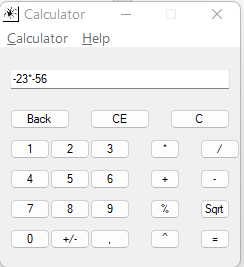 Calculator
Calculator Help
-23*-56
Back CE C
1 2 3 * /
4 5 6 + -
7 8 9 % Sqrt
0 +/- , ^ =